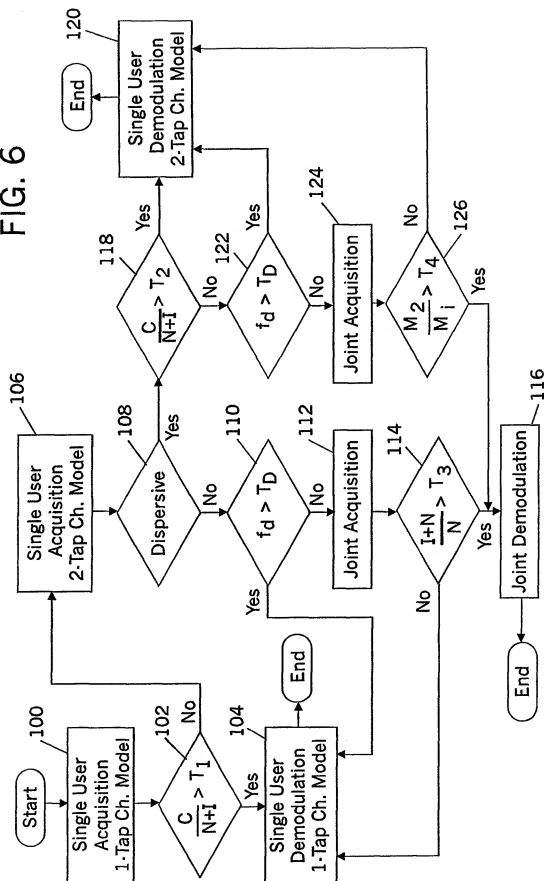 FIG. 6
Start
100
Single User
Acquisition
1-Tap Ch. Model
102
C
N+I
> T1
No
Yes
104
Single User
Demodulation
1-Tap Ch. Model
End
106
Single User
Acquisition
2-Tap Ch. Model
108
Dispersive
Yes
No
110
fd > TD
Yes
No
112
Joint Acquisition
114
I+N
N
> T3
No
Yes
116
Joint Demodulation
End
118
C
N+I
> T2
Yes
No
120
Single User
Demodulation
2-Tap Ch. Model
End
122
fd > TD
Yes
No
124
Joint Acquisition
126
M2
Mi
> T4
No
Yes